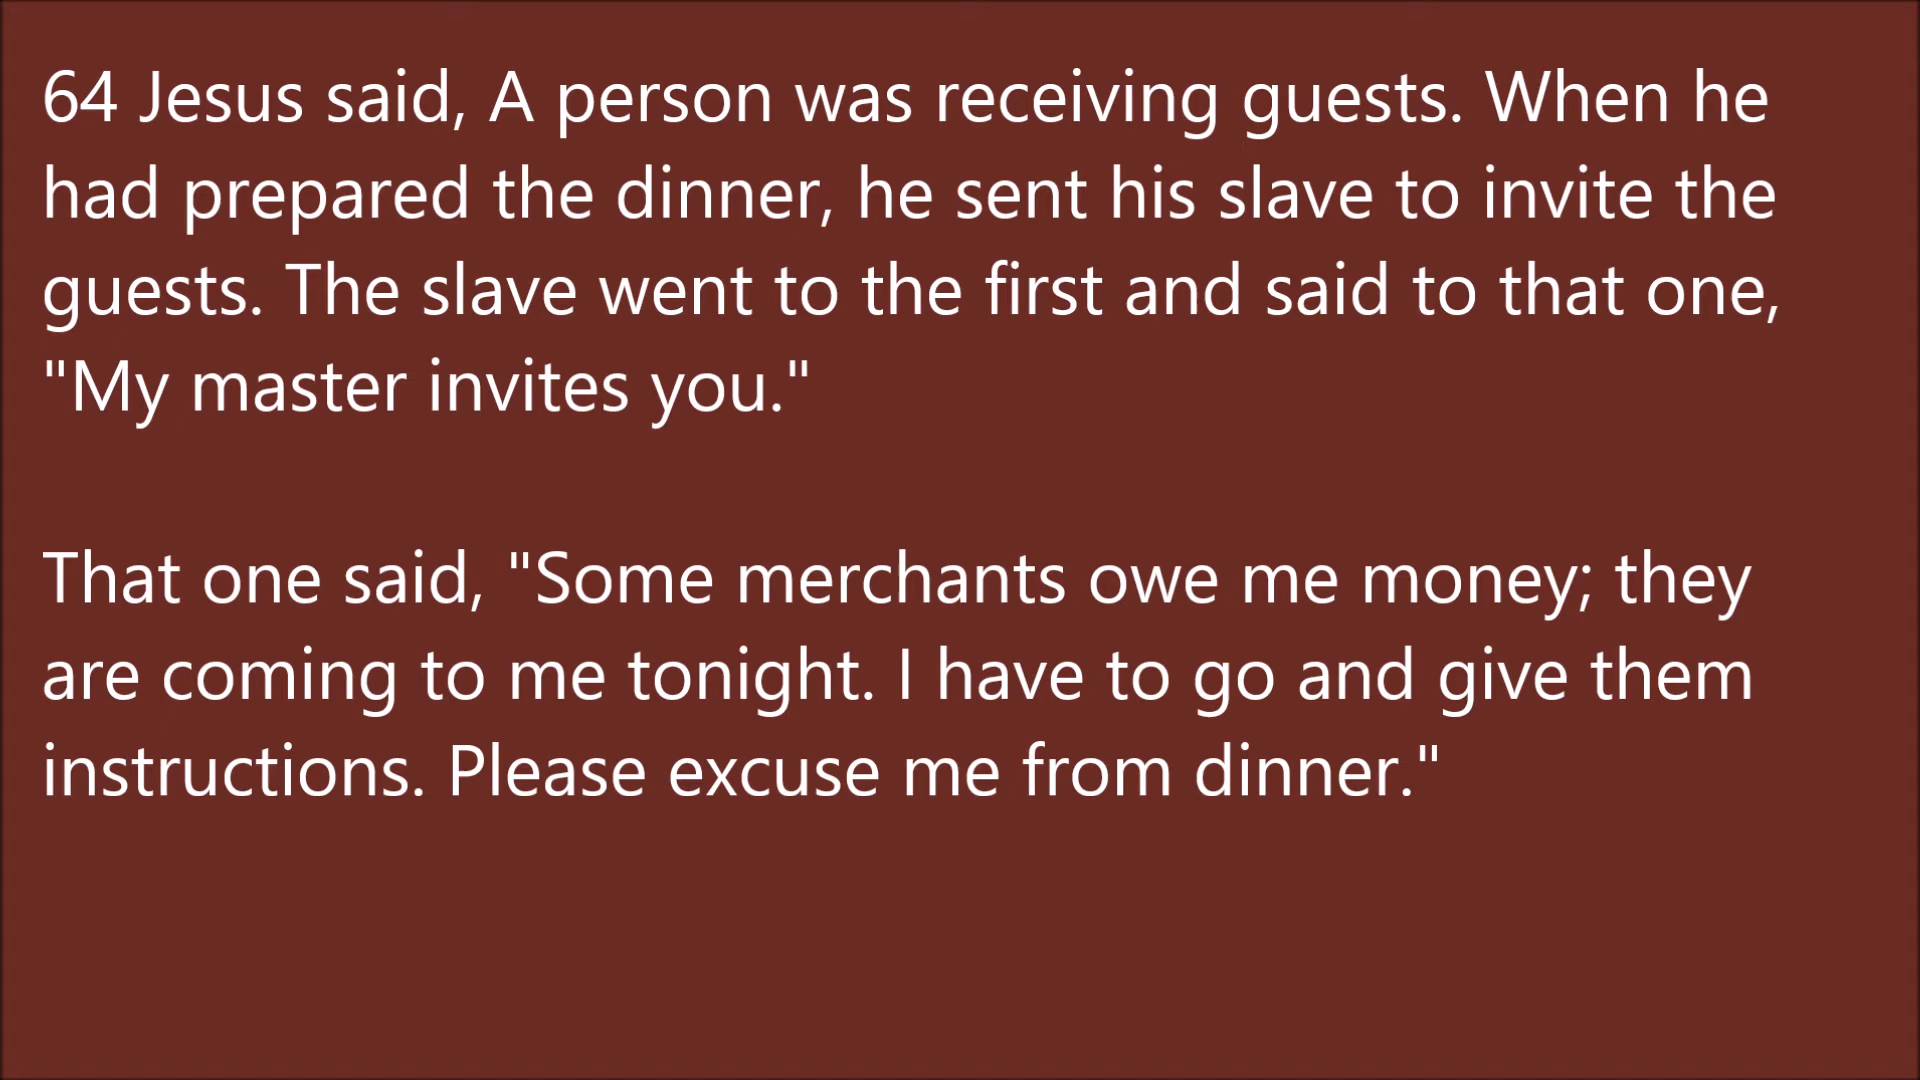 64 Jesus said, A person was receiving guests. When he
had prepared the dinner, he sent his slave to invite the
guests. The slave went to the first and said to that one,
"My master invites you."
That one said, "Some merchants owe me money; they
are coming to me tonight. I have to go and give them
instructions. Please excuse me from dinner."